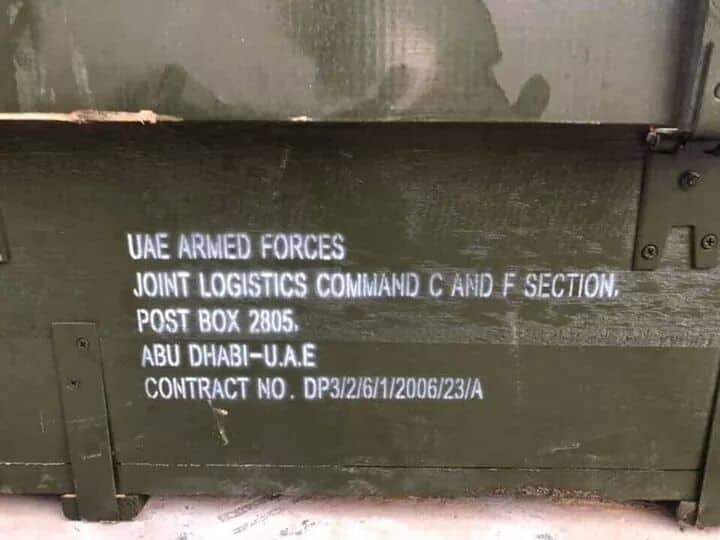 UAE ARMED FORCES
JOINT LOGISTICS COMMAND C AND F SECTION.
POST BOX 2805.
ABU DHABI-U.A.E
CONTRACT NO. DP3/2/6/1/2006/23/A